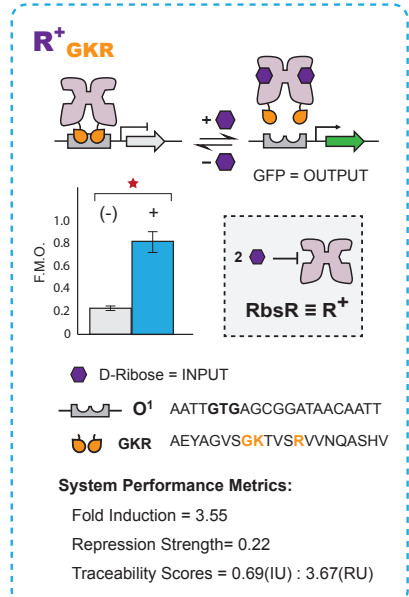 R⁺GKR
+
−
GFP = OUTPUT
(-) +
F.M.O.
1.0
0.8
0.6
0.4
0.2
0
2
RbsR ≡ R⁺
D-Ribose = INPUT
O¹ AATTGTGAGCGGATAACAATT
GKR AEYAGVSGKTVSRVVNQASHV
System Performance Metrics:
Fold Induction = 3.55
Repression Strength= 0.22
Traceability Scores = 0.69(IU) : 3.67(RU)